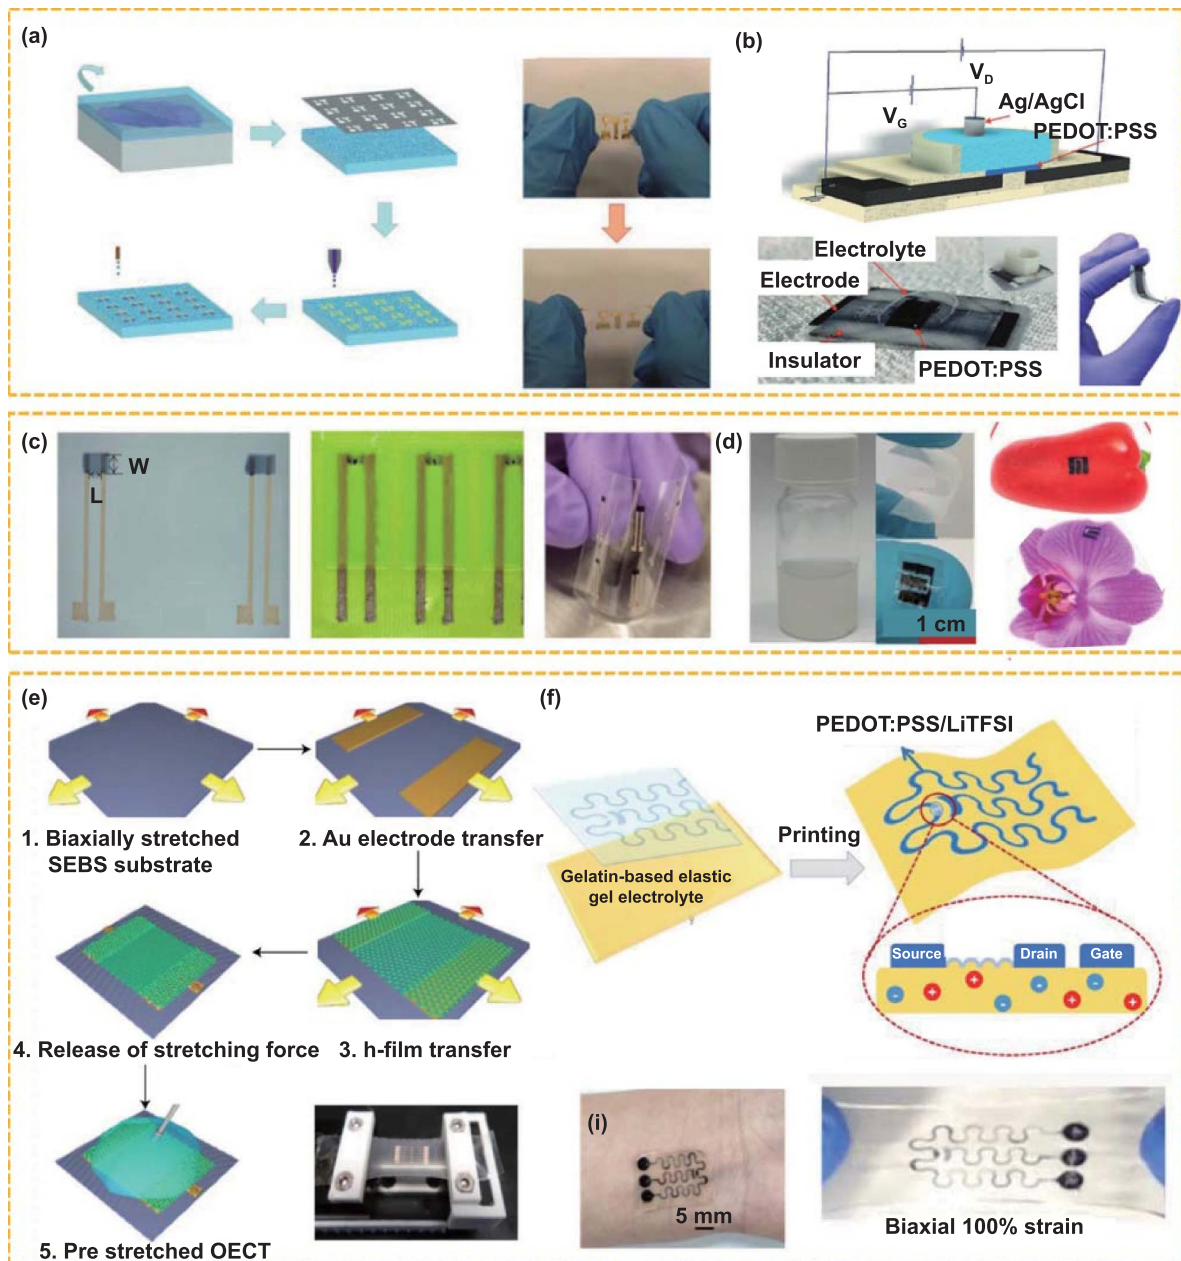 (a)
(b)
V_D
V_G
Ag/AgCl
PEDOT:PSS
Electrolyte
Electrode
Insulator
PEDOT:PSS
(c)
W
L
(d)
1 cm
(e)
1. Biaxially stretched
SEBS substrate
2. Au electrode transfer
4. Release of stretching force
3. h-film transfer
5. Pre stretched OECT
(f)
PEDOT:PSS/LiTFSI
Printing
Gelatin-based elastic
gel electrolyte
Source
Drain
Gate
-
+
+
-
-
+
-
+
(i)
5 mm
Biaxial 100% strain